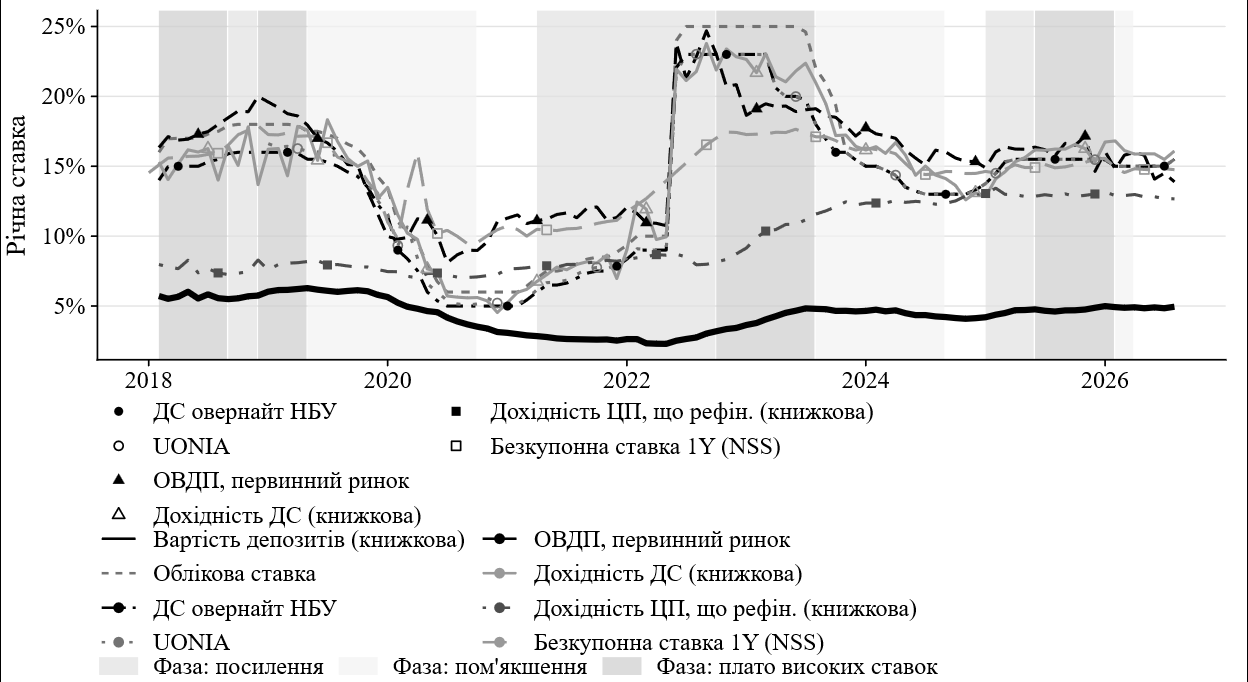 Річна ставка
25%
20%
15%
10%
5%
2018 2020 2022 2024 2026
ДС овернайт НБУ Дохідність ЦП, що рефін. (книжкова)
UONIA Безкупонна ставка 1Y (NSS)
ОВДП, первинний ринок
Дохідність ДС (книжкова)
Вартість депозитів (книжкова) ОВДП, первинний ринок
Облікова ставка Дохідність ДС (книжкова)
ДС овернайт НБУ Дохідність ЦП, що рефін. (книжкова)
UONIA Безкупонна ставка 1Y (NSS)
Фаза: посилення Фаза: пом'якшення Фаза: плато високих ставок